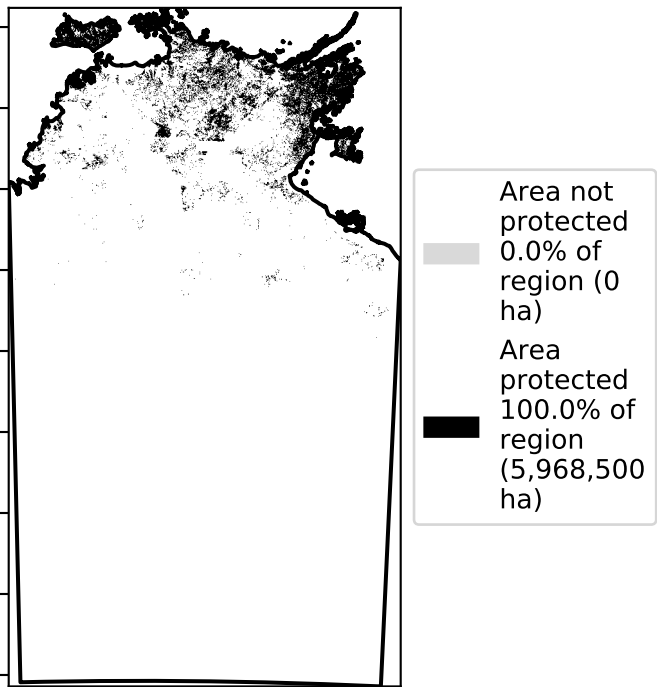 Area not
protected
0.0% of
region (0
ha)
Area
protected
100.0% of
region
(5,968,500
ha)